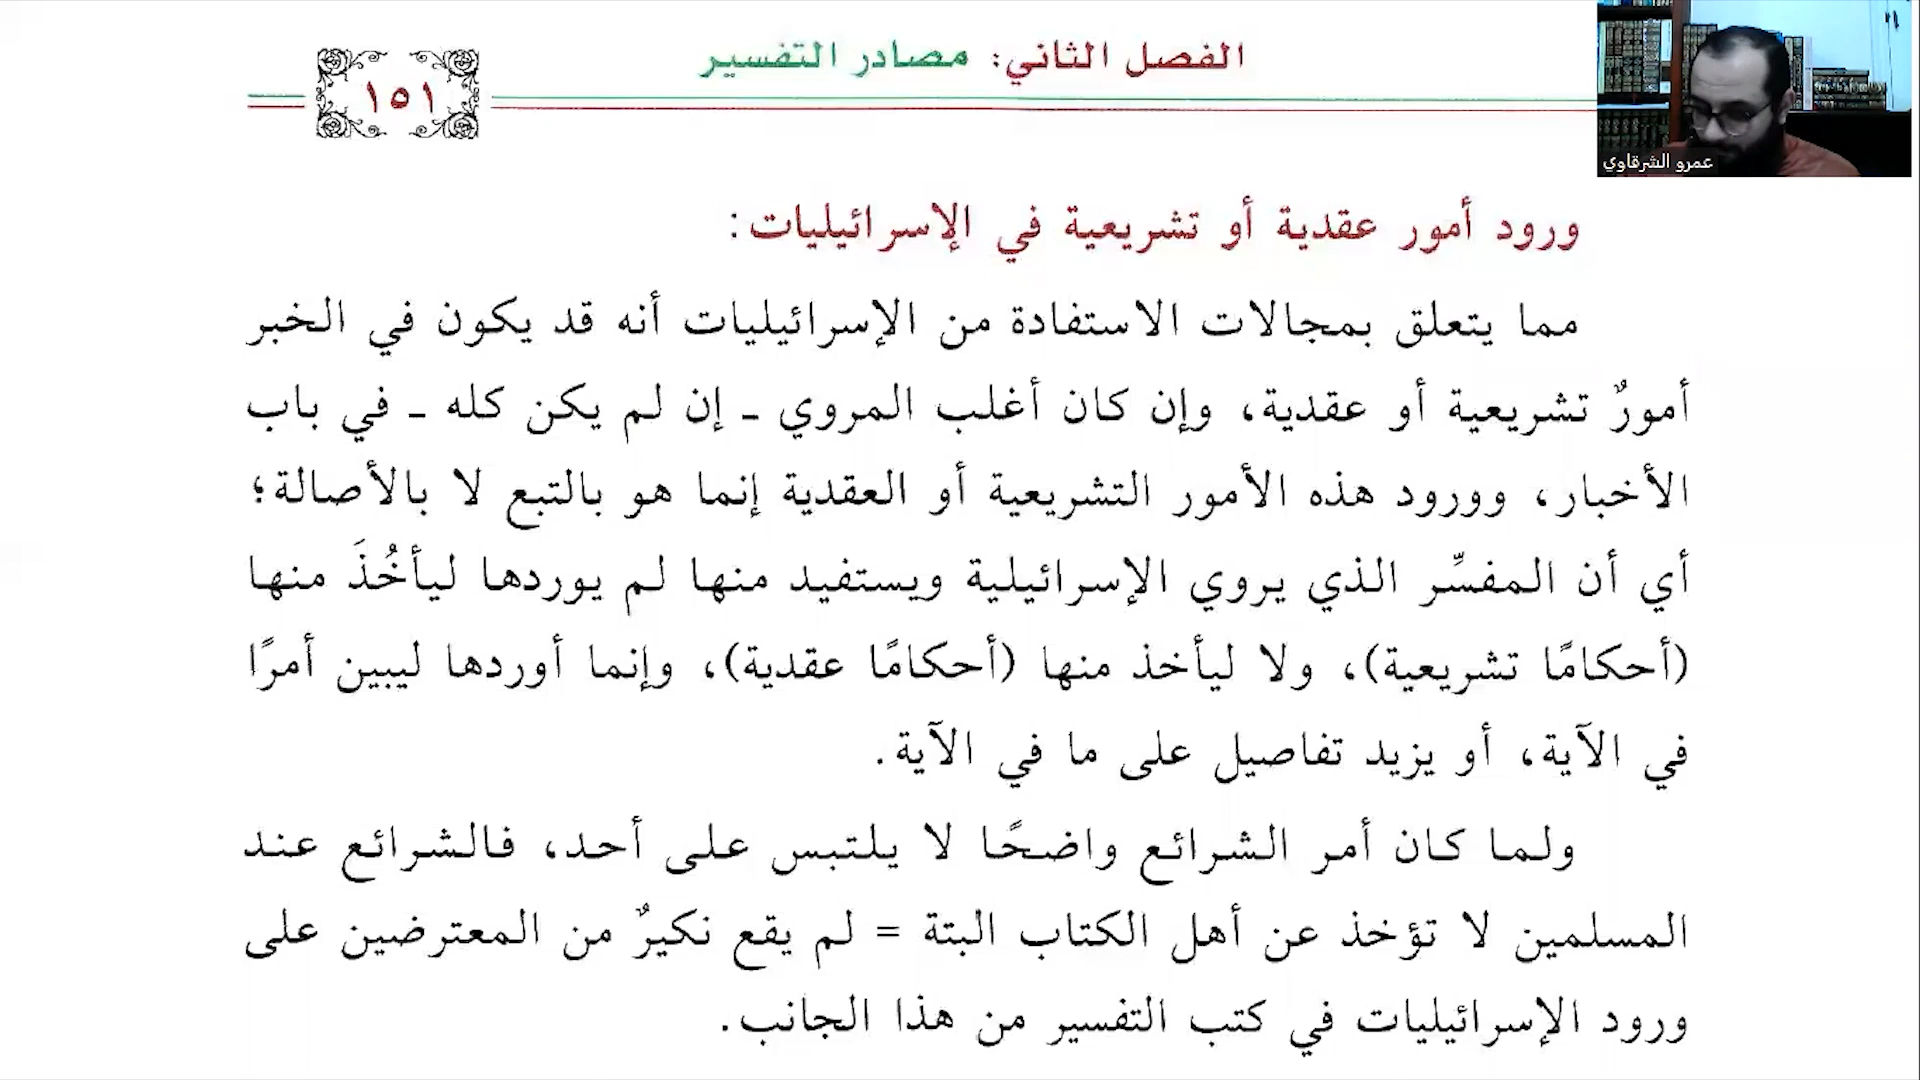 الفصل الثاني: مصادر التفسير
١٥١
عمرو الشرقاوي
ورود أمور عقدية أو تشريعية في الإسرائيليات:
مما يتعلق بمجالات الاستفادة من الإسرائيليات أنه قد يكون في الخبر
أمورٌ تشريعية أو عقدية، وإن كان أغلب المروي ـ إن لم يكن كله ـ في باب
الأخبار، وورود هذه الأمور التشريعية أو العقدية إنما هو بالتبع لا بالأصالة؛
أي أن المفسِّر الذي يروي الإسرائيلية ويستفيد منها لم يوردها ليأخُذَ منها
(أحكامًا تشريعية)، ولا ليأخذ منها (أحكامًا عقدية)، وإنما أوردها ليبين أمرًا
في الآية، أو يزيد تفاصيل على ما في الآية.
ولما كان أمر الشرائع واضحًا لا يلتبس على أحد، فالشرائع عند
المسلمين لا تؤخذ عن أهل الكتاب البتة = لم يقع نكيرٌ من المعترضين على
ورود الإسرائيليات في كتب التفسير من هذا الجانب.